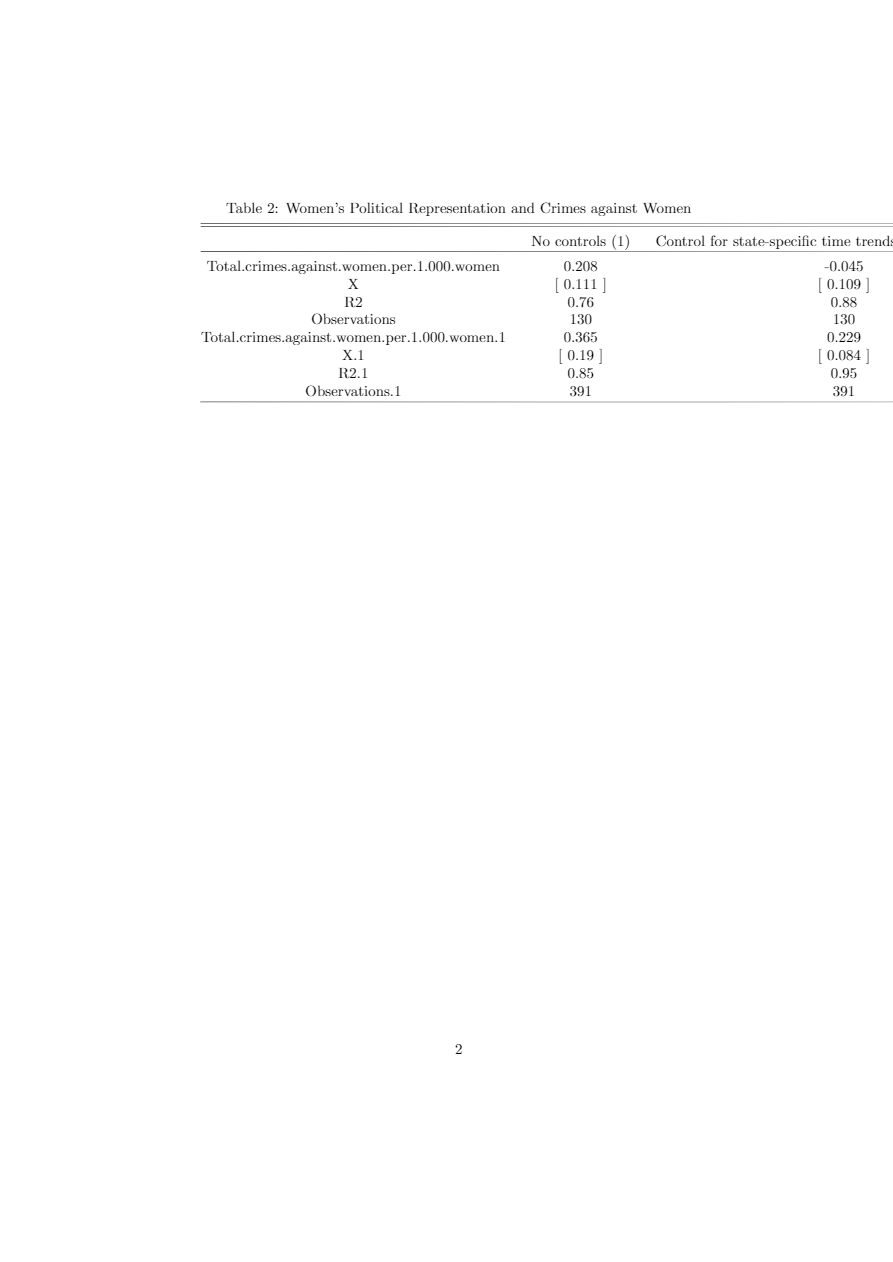 Table 2: Women's Political Representation and Crimes against Women
No controls (1) Control for state-specific time trends
Total.crimes.against.women.per.1.000.women 0.208 -0.045
X [ 0.111 ] [ 0.109 ]
R2 0.76 0.88
Observations 130 130
Total.crimes.against.women.per.1.000.women.1 0.365 0.229
X.1 [ 0.19 ] [ 0.084 ]
R2.1 0.85 0.95
Observations.1 391 391
2